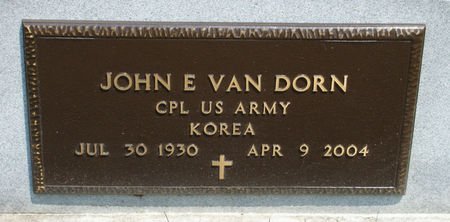 JOHN E VAN DORN
CPL US ARMY
KOREA
JUL 30 1930 APR 9 2004